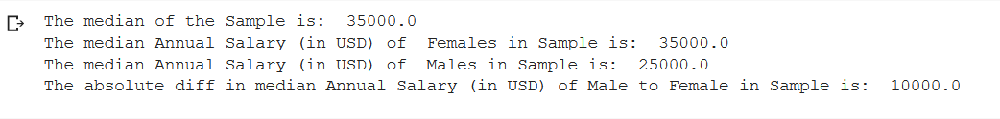 The median of the Sample is:  35000.0
The median Annual Salary (in USD) of  Females in Sample is:  35000.0
The median Annual Salary (in USD) of  Males in Sample is:  25000.0
The absolute diff in median Annual Salary (in USD) of Male to Female in Sample is:  10000.0